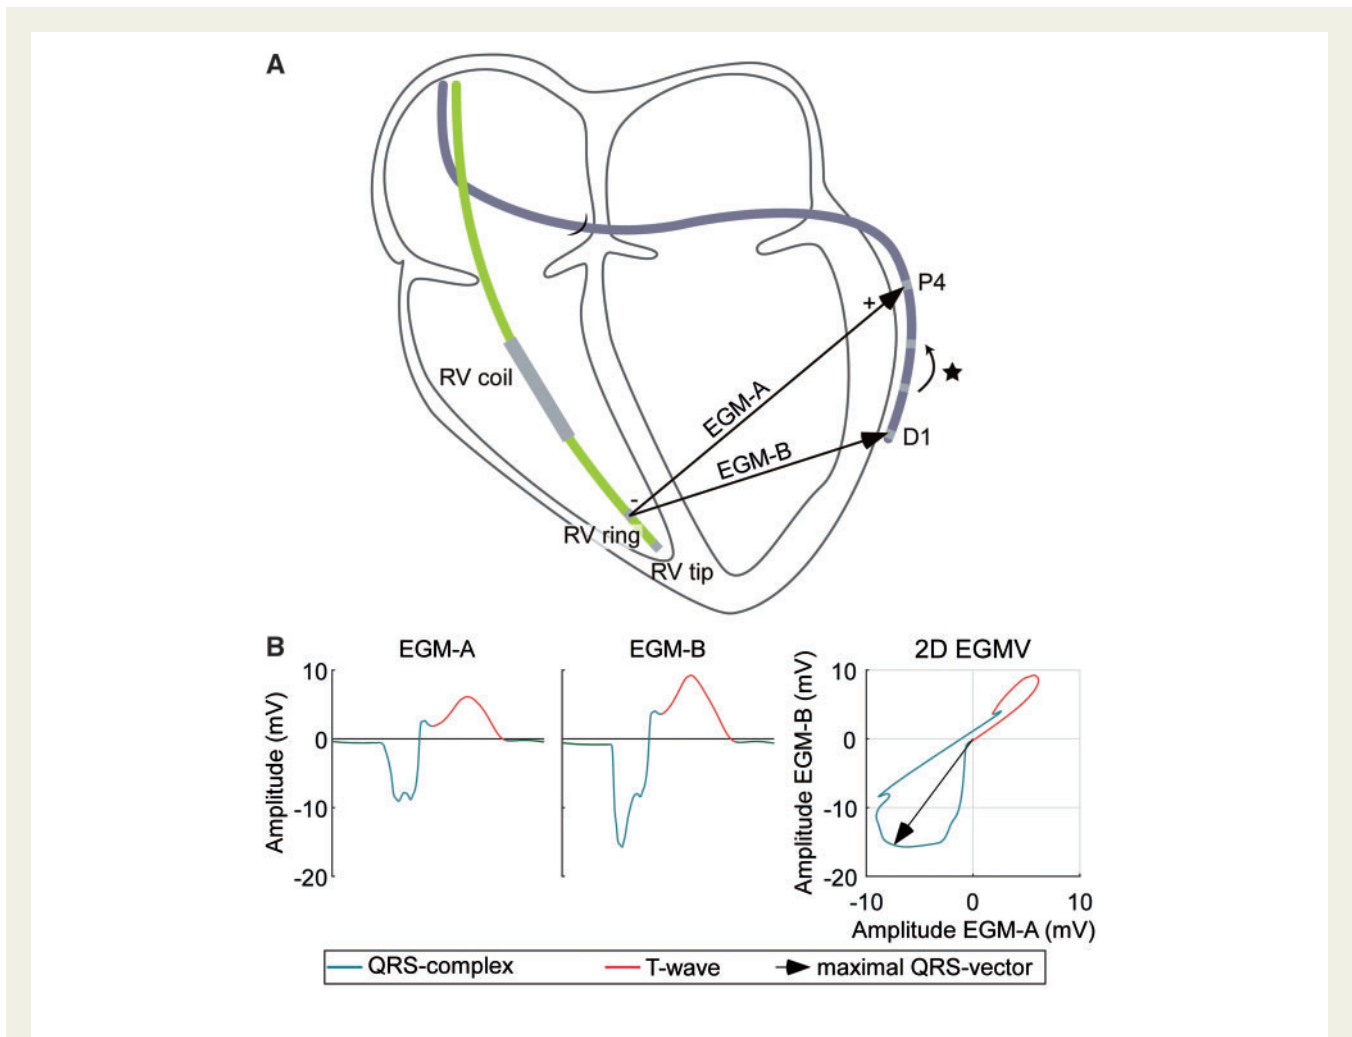 A
P4
+
RV coil
EGM-A
D1
EGM-B
-
RV ring
RV tip
B
EGM-A
EGM-B
2D EGMV
Amplitude (mV)
10
0
-10
-20
Amplitude EGM-B (mV)
10
0
-10
-20
-10
0
10
Amplitude EGM-A (mV)
QRS-complex
T-wave
maximal QRS-vector